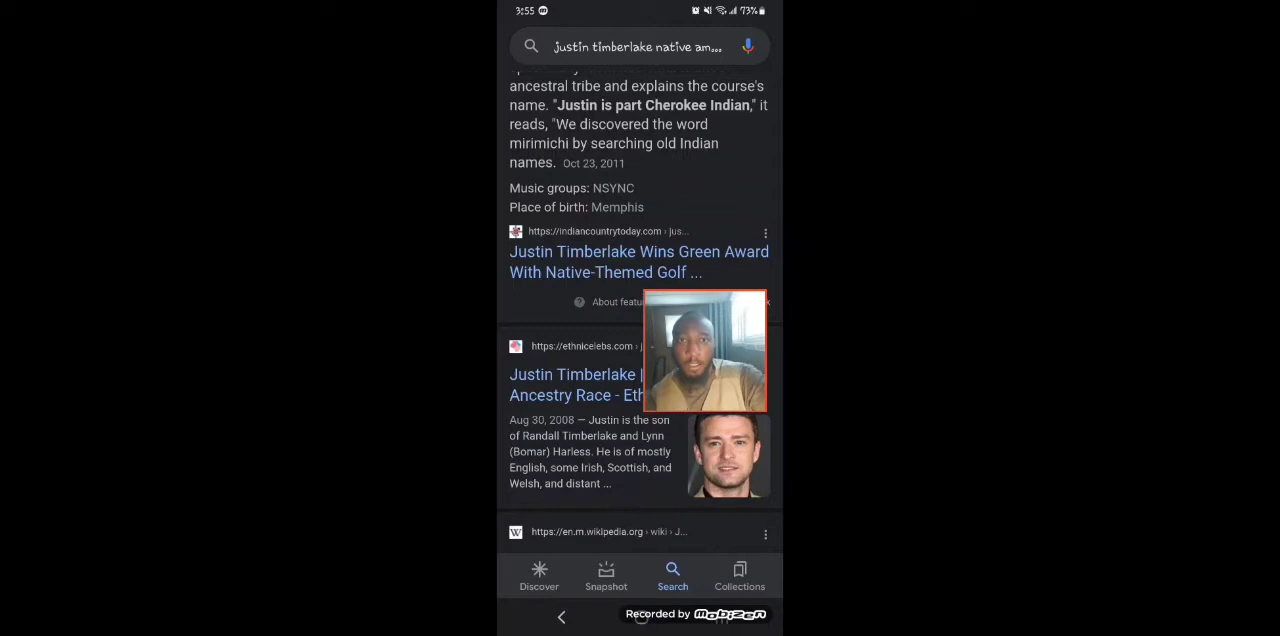 3:55
73%
justin timberlake native am...
ancestral tribe and explains the course's
name. "Justin is part Cherokee Indian," it
reads, "We discovered the word
mirimichi by searching old Indian
names. Oct 23, 2011
Music groups: NSYNC
Place of birth: Memphis
https://indiancountrytoday.com › jus...
Justin Timberlake Wins Green Award
With Native-Themed Golf ...
About featu
https://ethnicelebs.com › j
Justin Timberlake |
Ancestry Race - Eth
Aug 30, 2008 — Justin is the son
of Randall Timberlake and Lynn
(Bomar) Harless. He is of mostly
English, some Irish, Scottish, and
Welsh, and distant ...
W https://en.m.wikipedia.org › wiki › J...
Discover Snapshot Search Collections
Recorded by mobizen